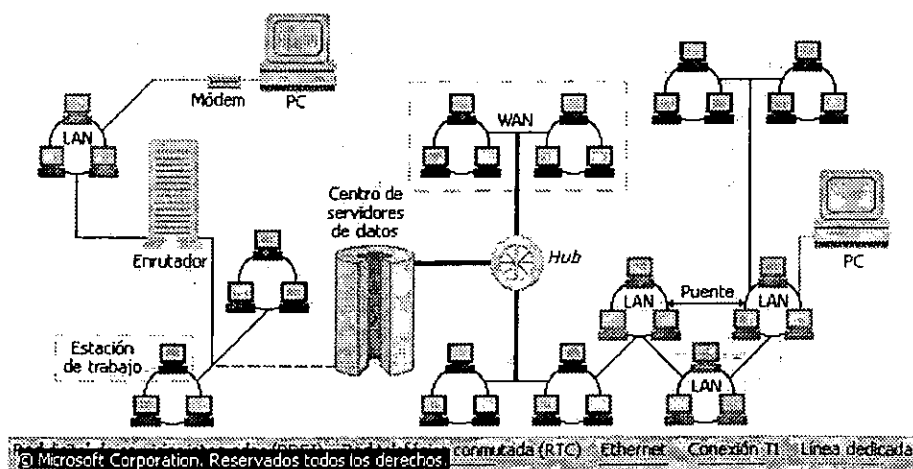 Módem
PC
LAN
WAN
Centro de
servidores
de datos
Enrutador
Hub
PC
LAN
Puente
LAN
Estación
de trabajo
LAN
conmutada (RTC) Ethernet Conexión T1 Línea dedicada
© Microsoft Corporation. Reservados todos los derechos.